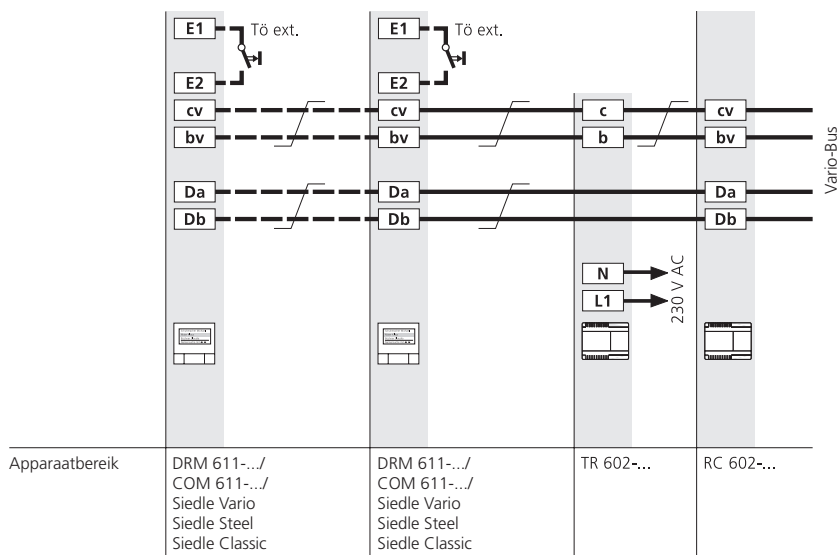 E1 Tö ext. E1 Tö ext.
E2 E2
cv cv c cv
bv bv b bv
Vario-Bus
Da Da Da
Db Db Db
N
L1
230 V AC
Apparaatbereik DRM 611-.../ DRM 611-.../ TR 602-... RC 602-...
COM 611-.../ COM 611-.../
Siedle Vario Siedle Vario
Siedle Steel Siedle Steel
Siedle Classic Siedle Classic